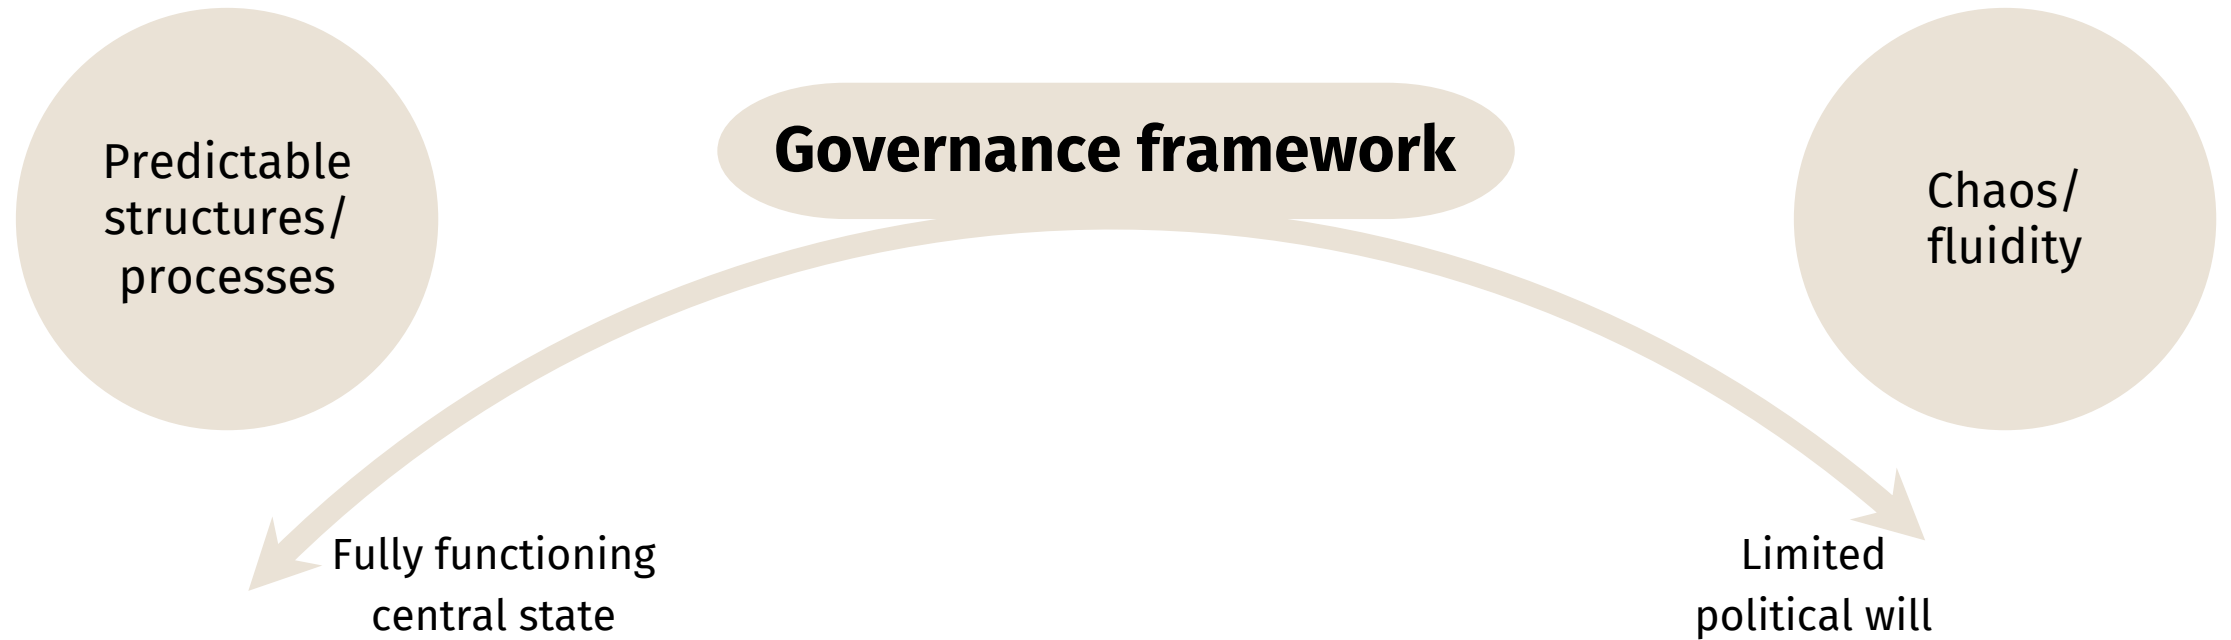 Predictable
structures/
processes
Governance framework
Chaos/
fluidity
Fully functioning
central state
Limited
political will